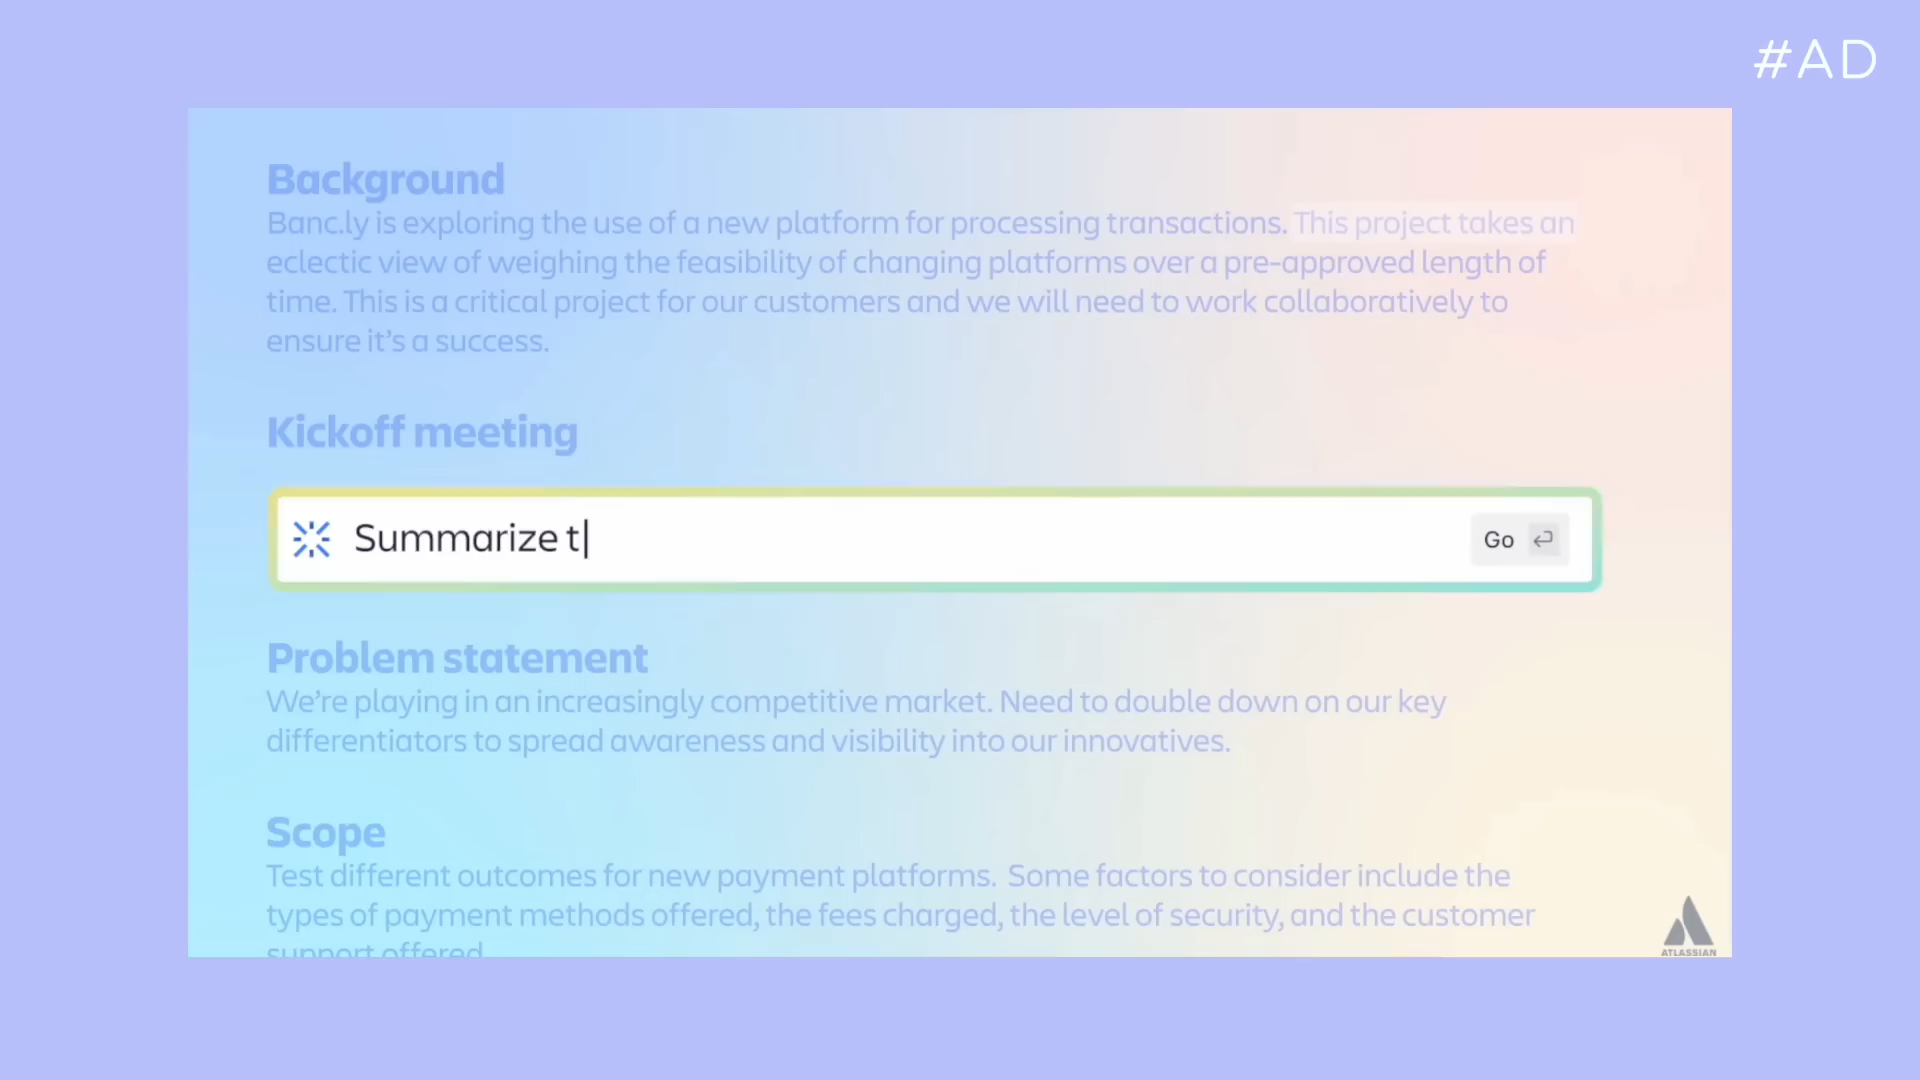 #AD
Background
Banc.ly is exploring the use of a new platform for processing transactions. This project takes an
eclectic view of weighing the feasibility of changing platforms over a pre-approved length of
time. This is a critical project for our customers and we will need to work collaboratively to
ensure it's a success.
Kickoff meeting
Summarize t
Go
Problem statement
We're playing in an increasingly competitive market. Need to double down on our key
differentiators to spread awareness and visibility into our innovatives.
Scope
Test different outcomes for new payment platforms. Some factors to consider include the
types of payment methods offered, the fees charged, the level of security, and the customer
support offered.
ATLASSIAN